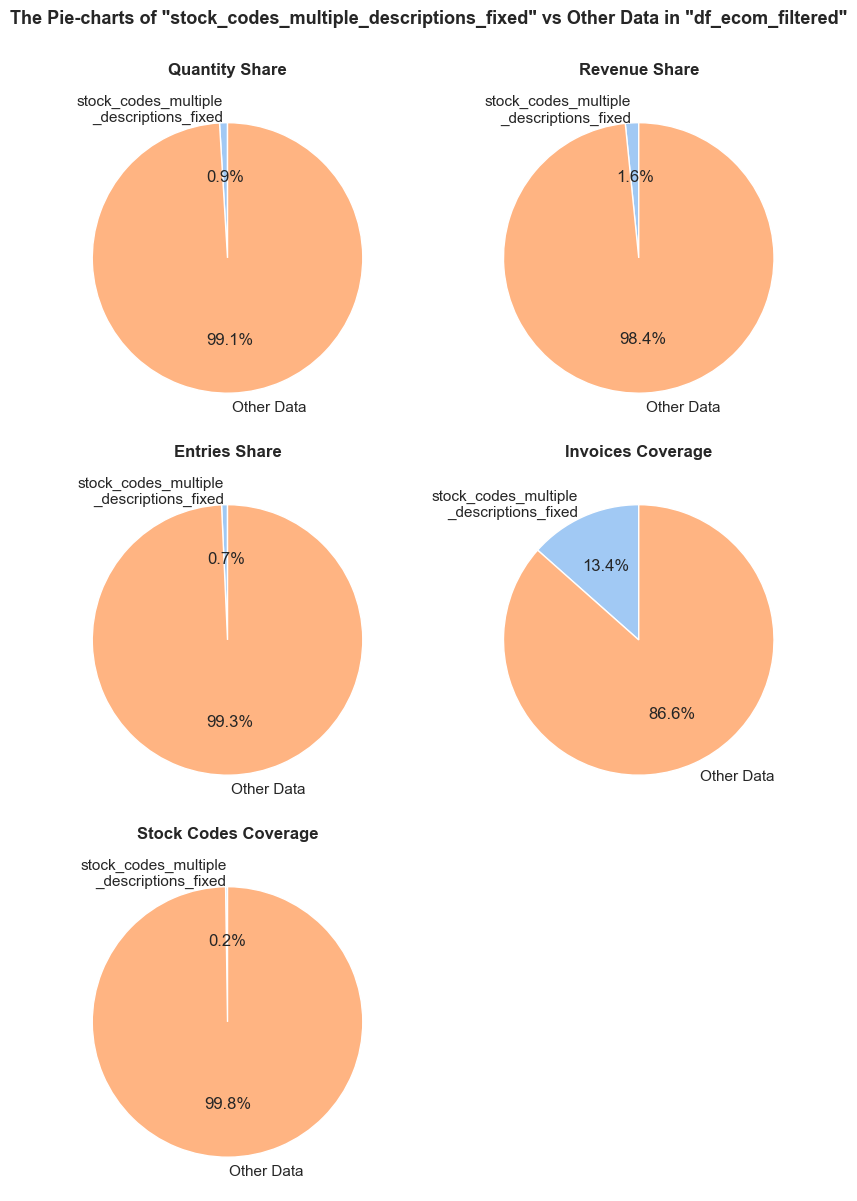 The Pie-charts of "stock_codes_multiple_descriptions_fixed" vs Other Data in "df_ecom_filtered"
Quantity Share
stock_codes_multiple
_descriptions_fixed
0.9%
99.1%
Other Data
Revenue Share
stock_codes_multiple
_descriptions_fixed
1.6%
98.4%
Other Data
Entries Share
stock_codes_multiple
_descriptions_fixed
0.7%
99.3%
Other Data
Invoices Coverage
stock_codes_multiple
_descriptions_fixed
13.4%
86.6%
Other Data
Stock Codes Coverage
stock_codes_multiple
_descriptions_fixed
0.2%
99.8%
Other Data